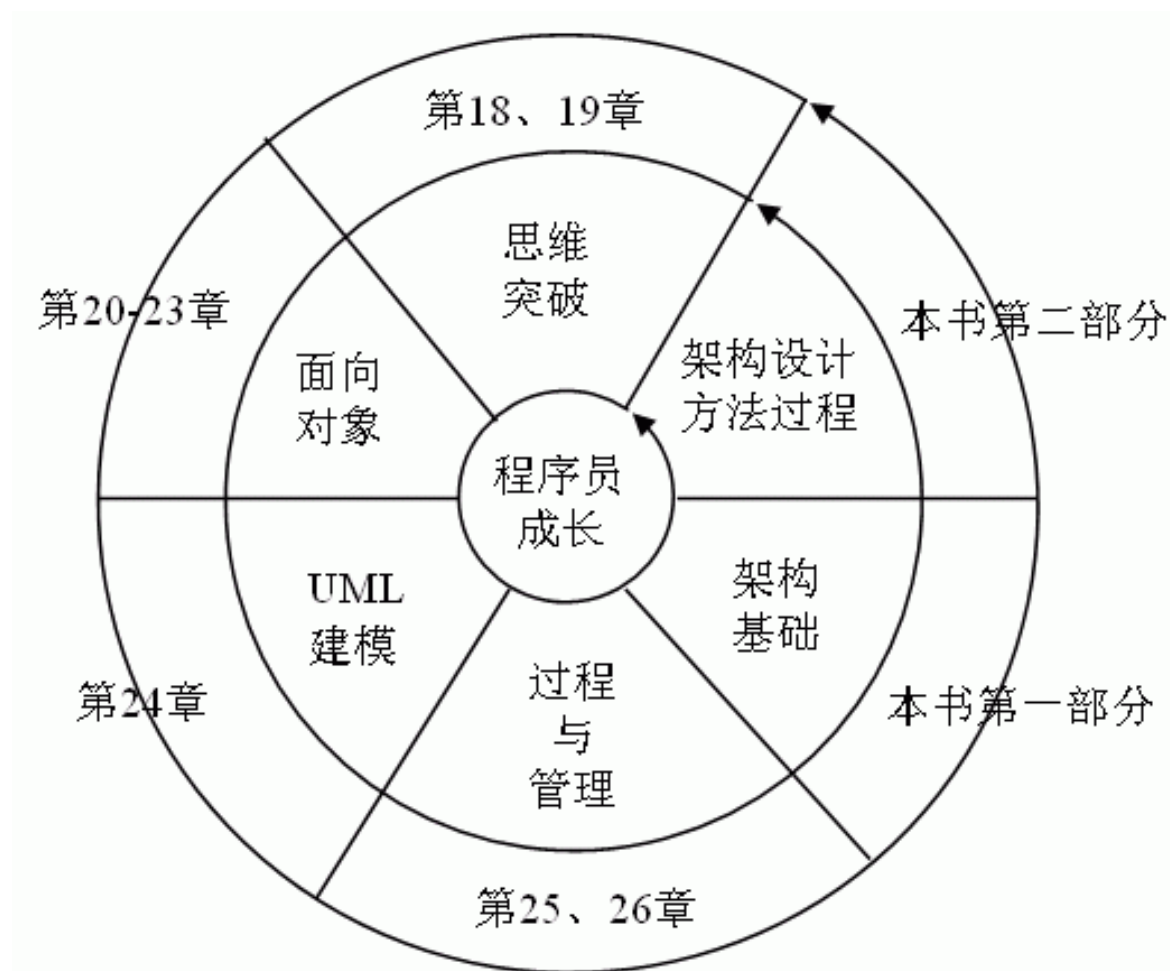 第18、19章
思维
突破
第20-23章
本书第二部分
面向
对象
架构设计
方法过程
程序员
成长
UML
建模
架构
基础
过程
与
管理
第24章
本书第一部分
第25、26章